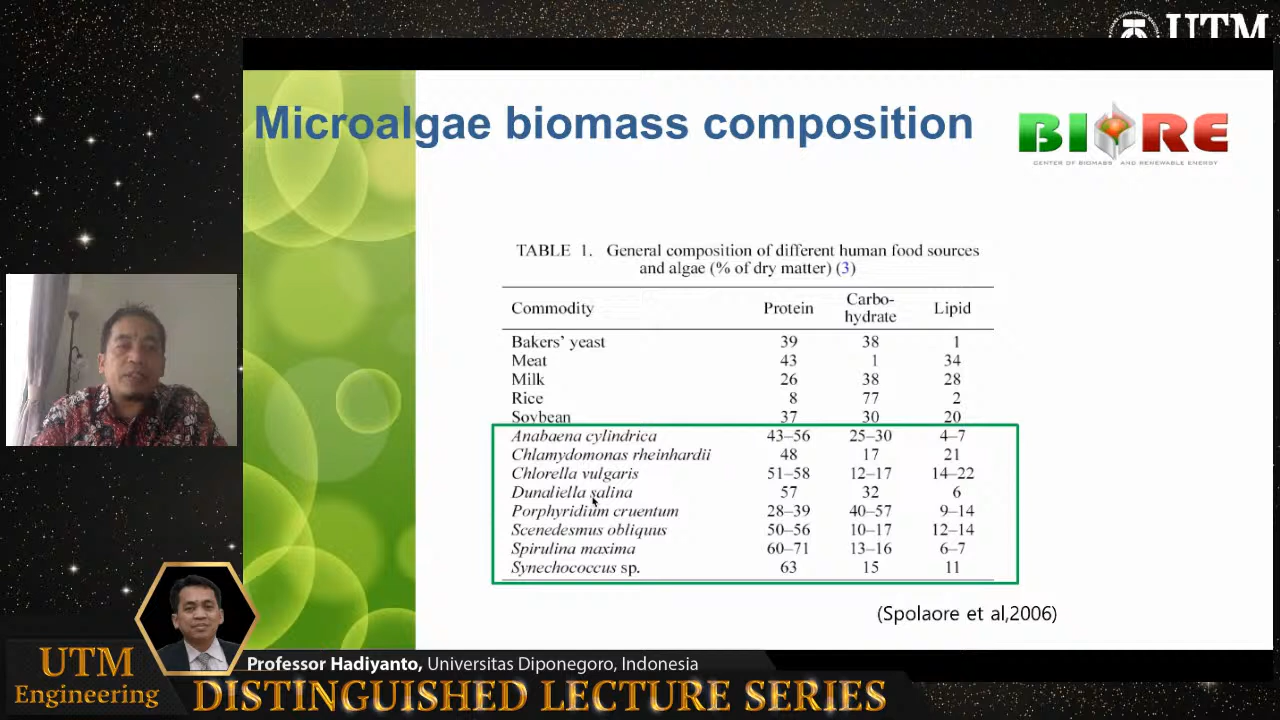 UTM
Microalgae biomass composition
BIORE
CENTER OF BIOMASS AND RENEWABLE ENERGY
TABLE 1. General composition of different human food sources
and algae (% of dry matter) (3)
Commodity Protein Carbo-
hydrate Lipid
Bakers’ yeast 39 38 1
Meat 43 1 34
Milk 26 38 28
Rice 8 77 2
Soybean 37 30 20
Anabaena cylindrica 43–56 25–30 4–7
Chlamydomonas rheinhardii 48 17 21
Chlorella vulgaris 51–58 12–17 14–22
Dunaliella salina 57 32 6
Porphyridium cruentum 28–39 40–57 9–14
Scenedesmus obliquus 50–56 10–17 12–14
Spirulina maxima 60–71 13–16 6–7
Synechococcus sp. 63 15 11
(Spolaore et al,2006)
Professor Hadiyanto, Universitas Diponegoro, Indonesia
UTM
Engineering
DISTINGUISHED LECTURE SERIES